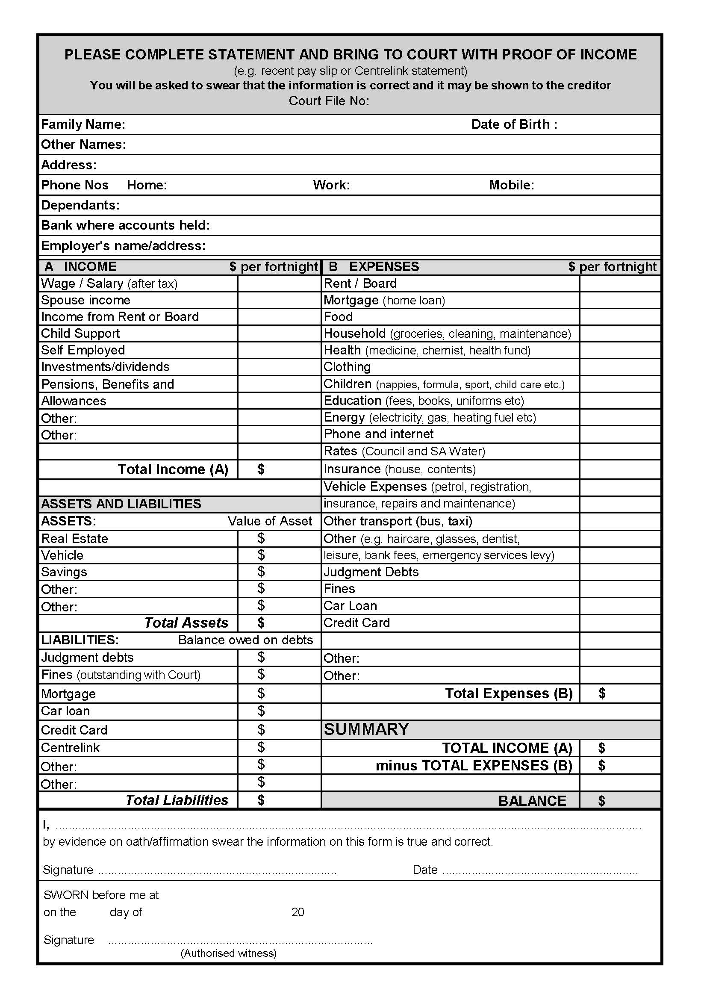 PLEASE COMPLETE STATEMENT AND BRING TO COURT WITH PROOF OF INCOME
(e.g. recent pay slip or Centrelink statement)
You will be asked to swear that the information is correct and it may be shown to the creditor
Court File No:
Family Name: Date of Birth :
Other Names:
Address:
Phone Nos Home: Work: Mobile:
Dependants:
Bank where accounts held:
Employer's name/address:
A INCOME $ per fortnight
Wage / Salary (after tax)
Spouse income
Income from Rent or Board
Child Support
Self Employed
Investments/dividends
Pensions, Benefits and
Allowances
Other:
Other:
Total Income (A) $
ASSETS AND LIABILITIES
ASSETS: Value of Asset
Real Estate $
Vehicle $
Savings $
Other: $
Other: $
Total Assets $
LIABILITIES: Balance owed on debts
Judgment debts $
Fines (outstanding with Court) $
Mortgage $
Car loan $
Credit Card $
Centrelink $
Other: $
Other: $
Total Liabilities $
B EXPENSES $ per fortnight
Rent / Board
Mortgage (home loan)
Food
Household (groceries, cleaning, maintenance)
Health (medicine, chemist, health fund)
Clothing
Children (nappies, formula, sport, child care etc.)
Education (fees, books, uniforms etc)
Energy (electricity, gas, heating fuel etc)
Phone and internet
Rates (Council and SA Water)
Insurance (house, contents)
Vehicle Expenses (petrol, registration,
insurance, repairs and maintenance)
Other transport (bus, taxi)
Other (e.g. haircare, glasses, dentist,
leisure, bank fees, emergency services levy)
Judgment Debts
Fines
Car Loan
Credit Card
Other:
Other:
Total Expenses (B) $
SUMMARY
TOTAL INCOME (A) $
minus TOTAL EXPENSES (B) $
BALANCE $
I, ....................................................................................................
by evidence on oath/affirmation swear the information on this form is true and correct.
Signature .................................................. Date ..................................................
SWORN before me at
on the day of 20
Signature ..................................................
(Authorised witness)